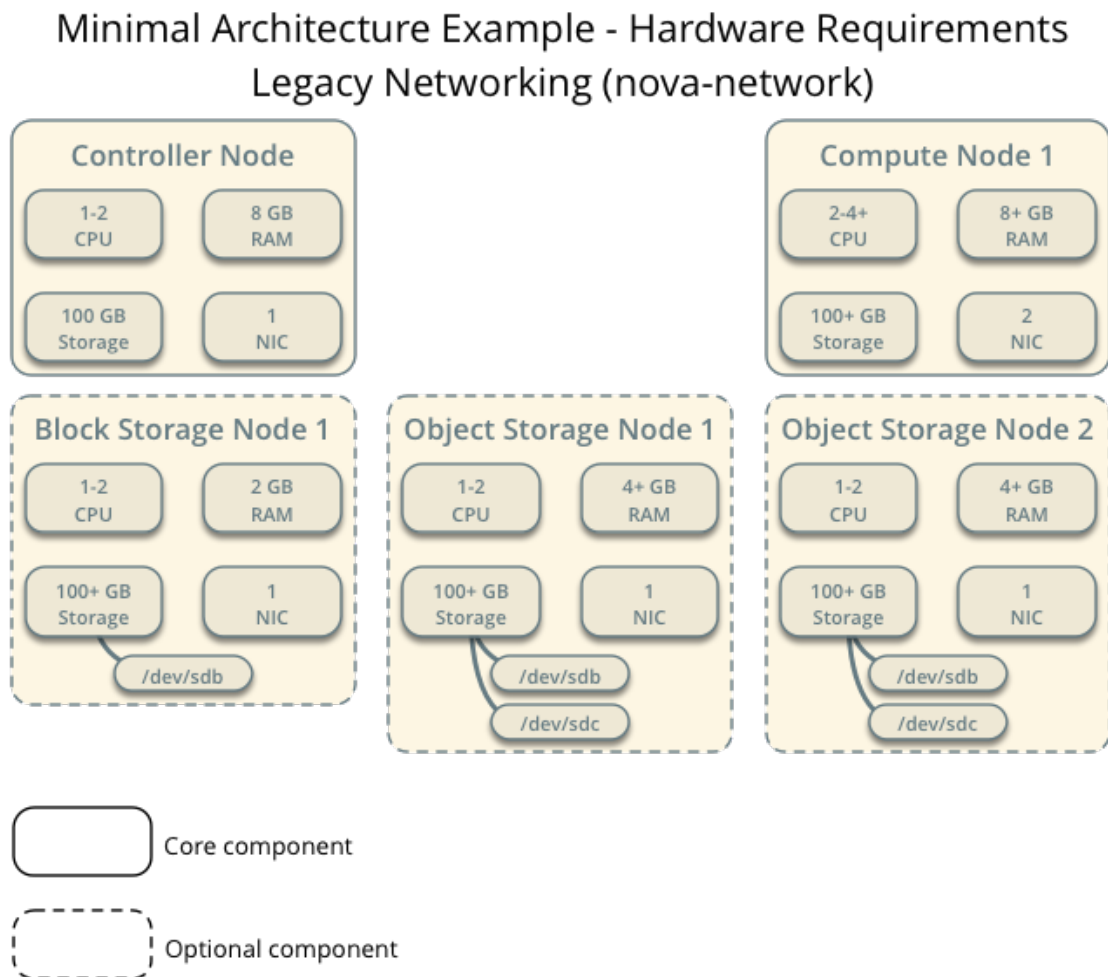 Minimal Architecture Example - Hardware Requirements
Legacy Networking (nova-network)
Controller Node
1-2
CPU
8 GB
RAM
100 GB
Storage
1
NIC
Compute Node 1
2-4+
CPU
8+ GB
RAM
100+ GB
Storage
2
NIC
Block Storage Node 1
1-2
CPU
2 GB
RAM
100+ GB
Storage
1
NIC
/dev/sdb
Object Storage Node 1
1-2
CPU
4+ GB
RAM
100+ GB
Storage
1
NIC
/dev/sdb
/dev/sdc
Object Storage Node 2
1-2
CPU
4+ GB
RAM
100+ GB
Storage
1
NIC
/dev/sdb
/dev/sdc
Core component
Optional component